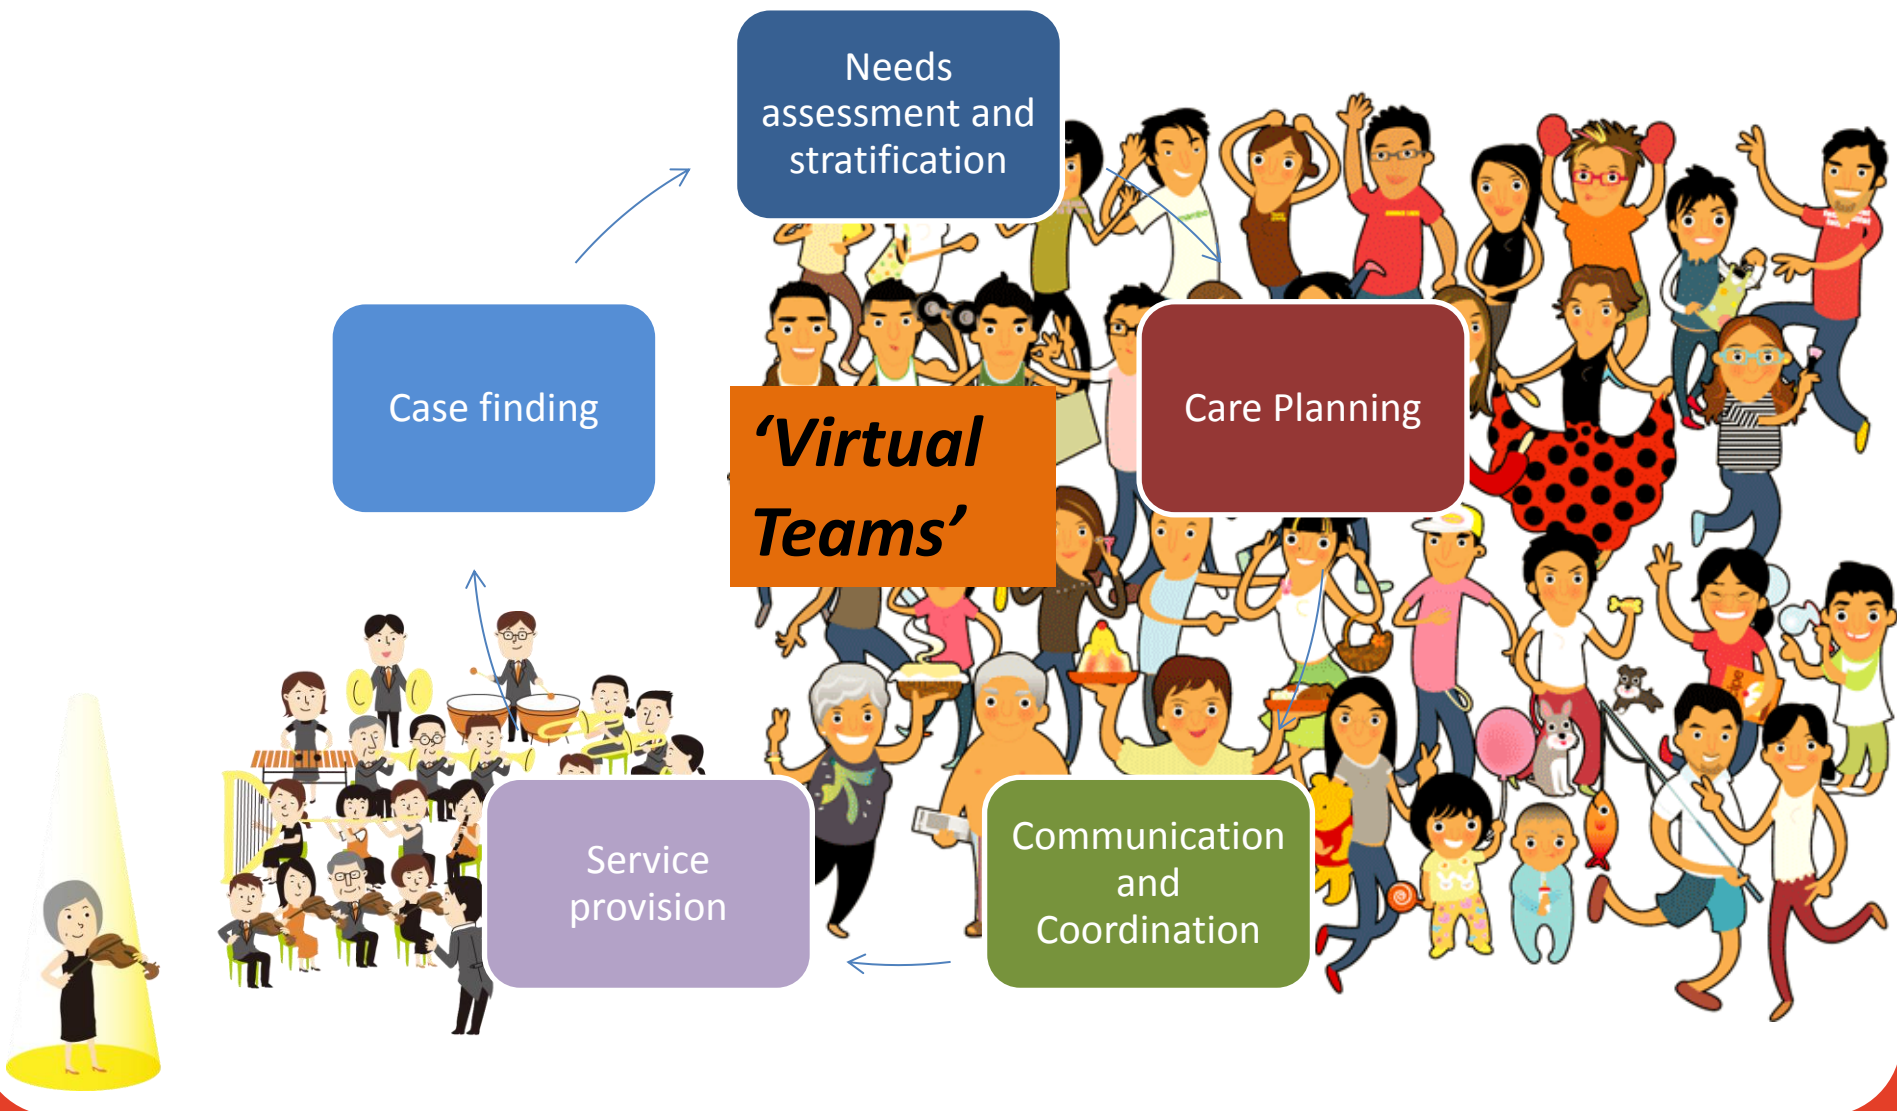 Needs
assessment and
stratification
Case finding
‘Virtual
Teams’
Care Planning
Service
provision
Communication
and
Coordination